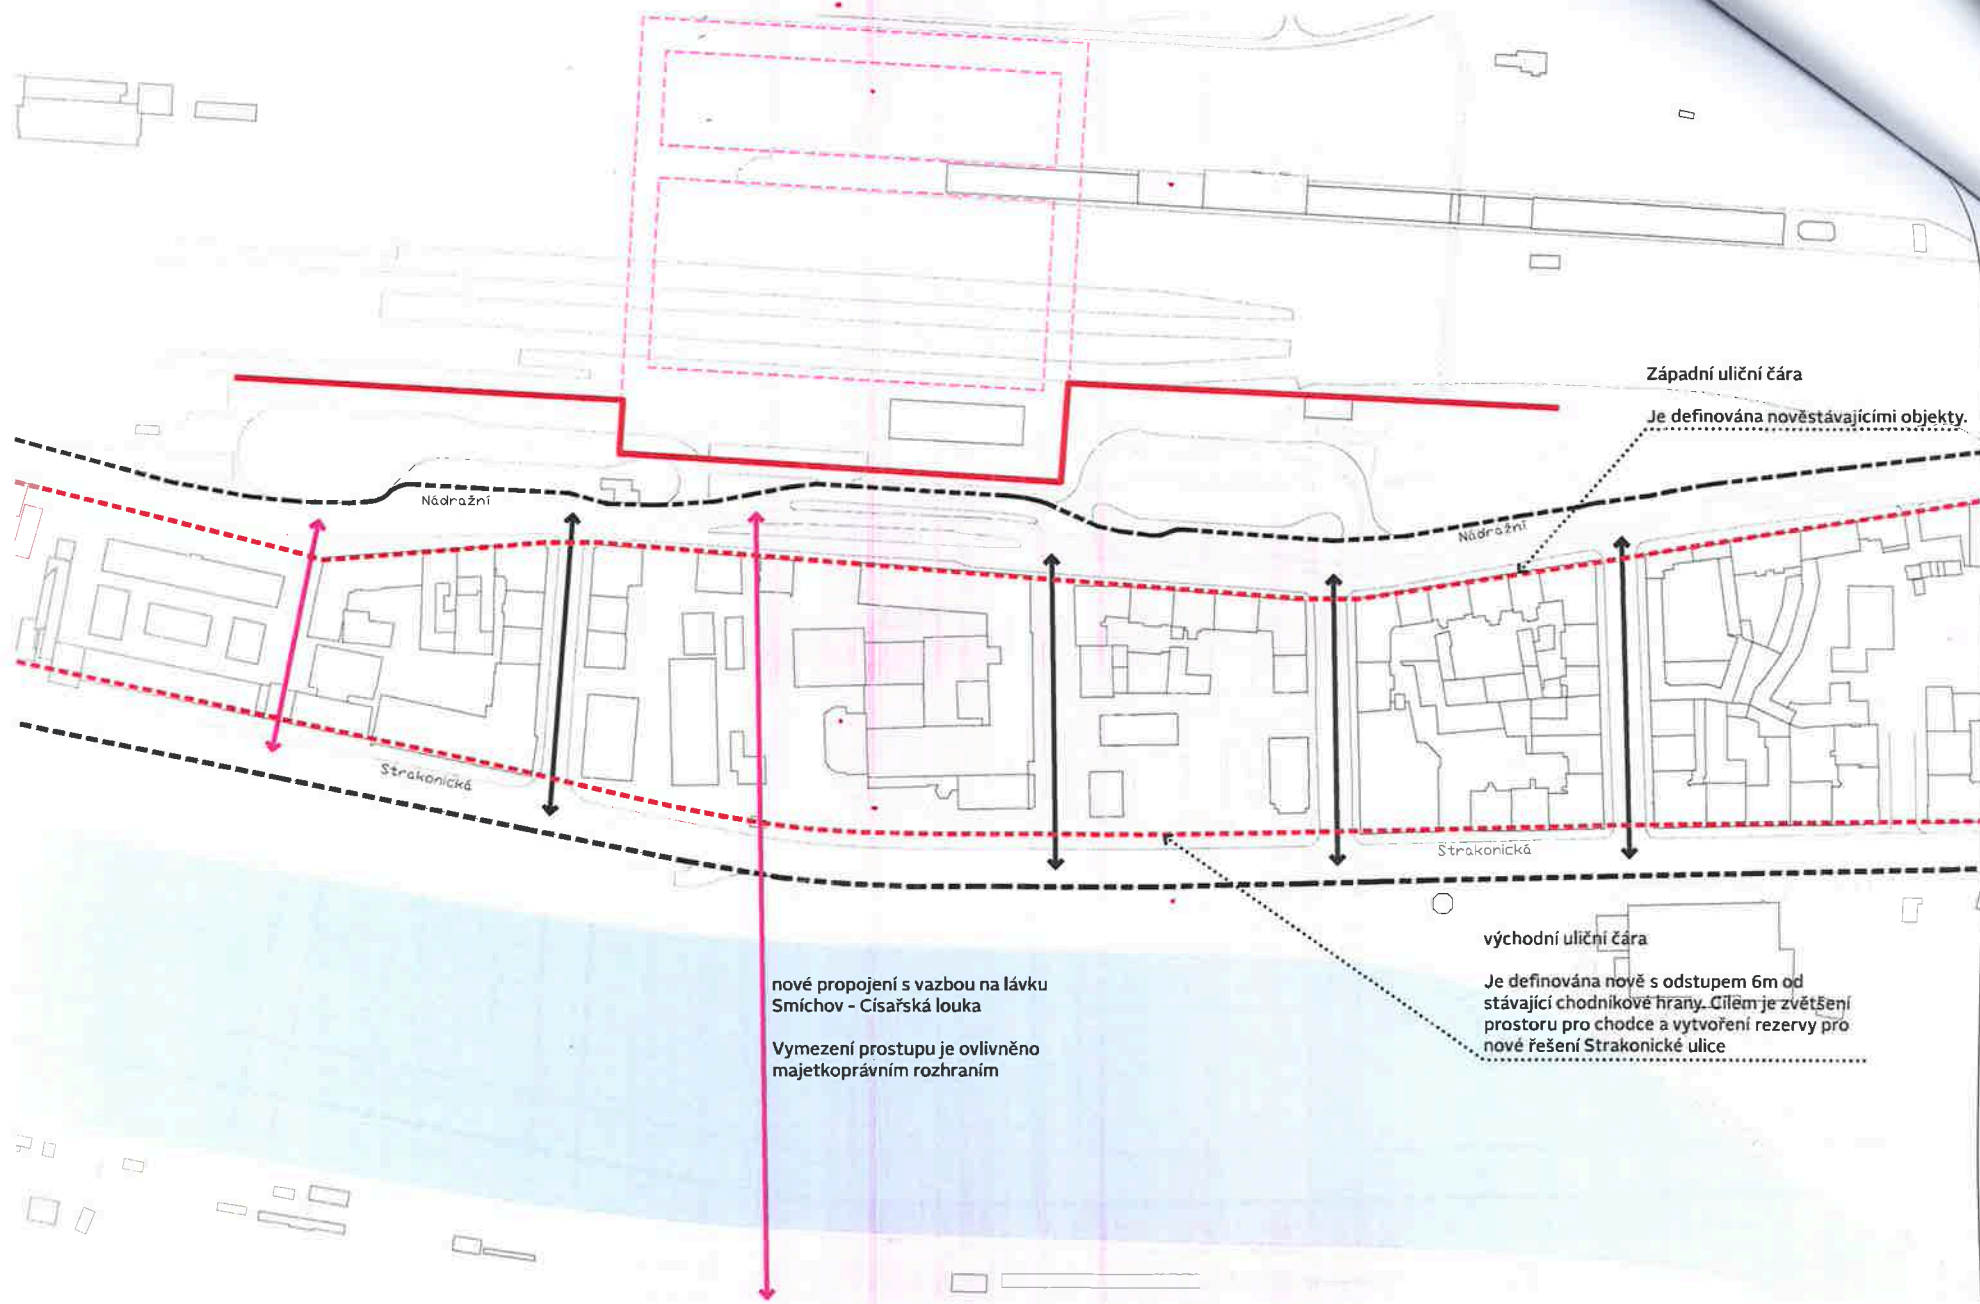 Západní uliční čára
Je definována nověstávajícími objekty.
Nádražní
Nádražní
Strakonická
Strakonická
nové propojení s vazbou na lávku
Smíchov - Císařská louka
Vymezení prostupu je ovlivněno
majetkoprávním rozhraním
východní uliční čára
Je definována nově s odstupem 6m od
stávající chodníkové hrany. Cílem je zvětšení
prostoru pro chodce a vytvoření rezervy pro
nové řešení Strakonické ulice